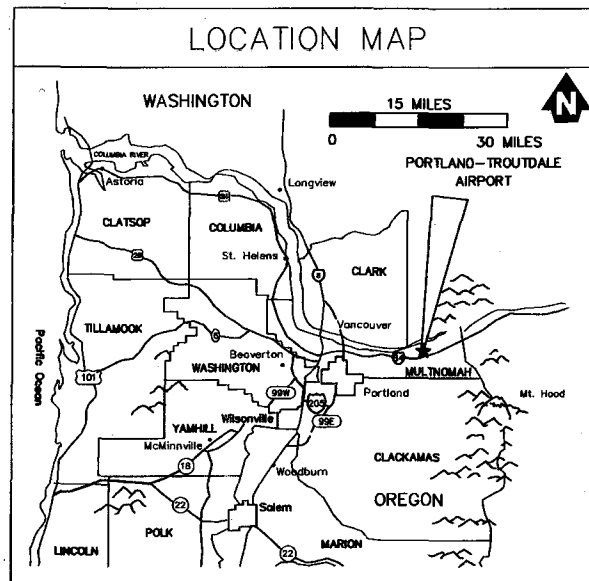 LOCATION MAP
WASHINGTON
15 MILES
N
0
30 MILES
PORTLAND-TROUTDALE
AIRPORT
COLUMBIA RIVER
Astoria
Longview
CLATSOP
COLUMBIA
St. Helens
CLARK
26
TILLAMOOK
6
Vancouver
Pacific Ocean
WASHINGTON
Beaverton
84
MULTNOMAH
101
99W
205
Portland
Mt. Hood
YAMHILL
Wilsonville
99E
McMinnville
18
Woodburn
CLACKAMAS
22
Salem
OREGON
POLK
LINCOLN
22
MARION